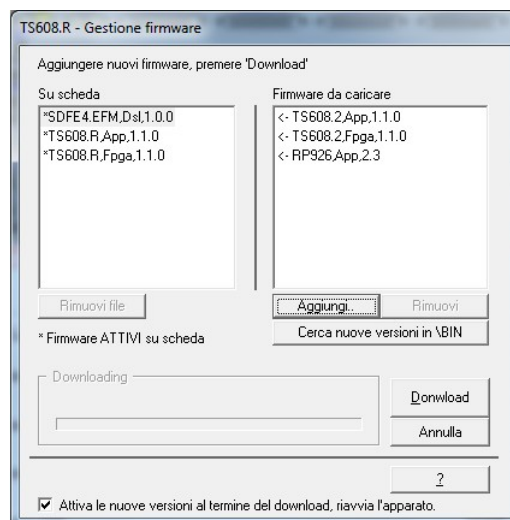 TS608.R - Gestione firmware
Aggiungere nuovi firmware, premere 'Download'
Su scheda
Firmware da caricare
*SDFE4.EFM,Dsl,1.0.0
*TS608.R,App,1.1.0
*TS608.R,Fpga,1.1.0
<- TS608.2,App,1.1.0
<- TS608.2,Fpga,1.1.0
<- RP926,App,2.3
Rimuovi file
Aggiungi..
Rimuovi
* Firmware ATTIVI su scheda
Cerca nuove versioni in \BIN
Downloading
Donwload
Annulla
?
Attiva le nuove versioni al termine del download, riavvia l'apparato.